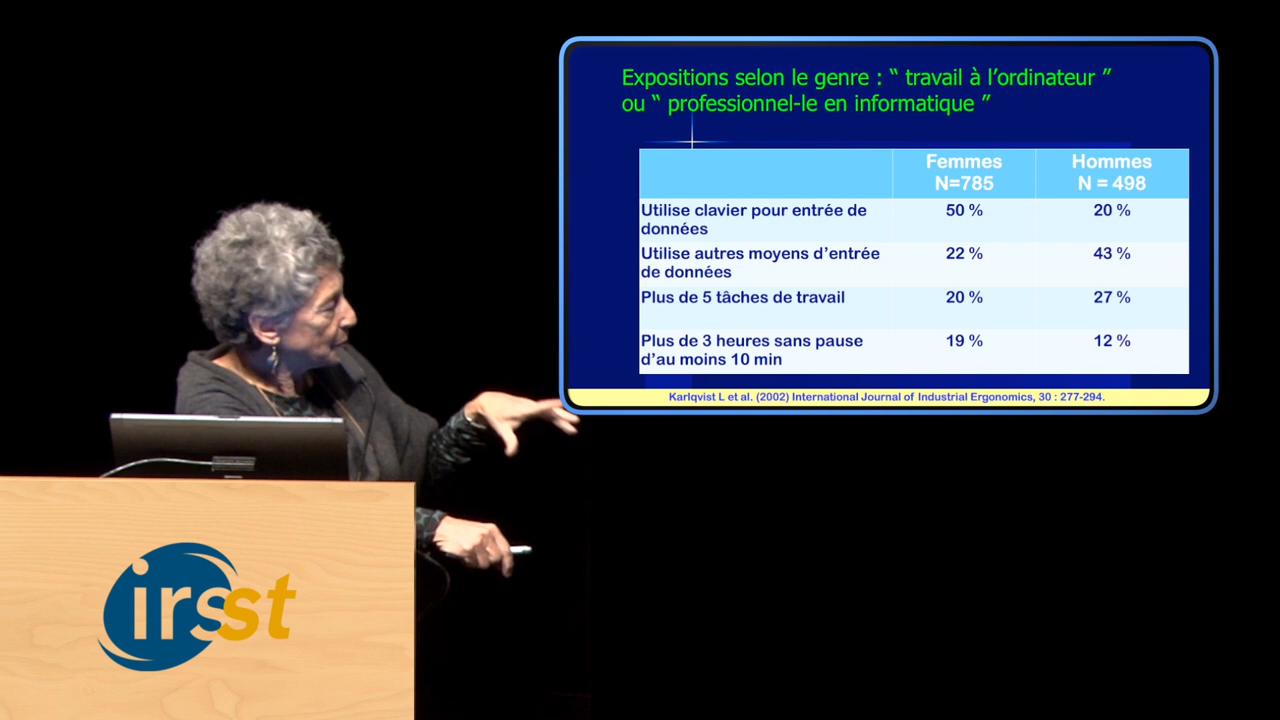 Expositions selon le genre : “ travail à l’ordinateur ”
ou “ professionnel-le en informatique ”
Femmes Hommes
N=785 N = 498
Utilise clavier pour entrée de 50 % 20 %
données
Utilise autres moyens d’entrée 22 % 43 %
de données
Plus de 5 tâches de travail 20 % 27 %
Plus de 3 heures sans pause 19 % 12 %
d’au moins 10 min
Karlqvist L et al. (2002) International Journal of Industrial Ergonomics, 30 : 277-294.
irsst